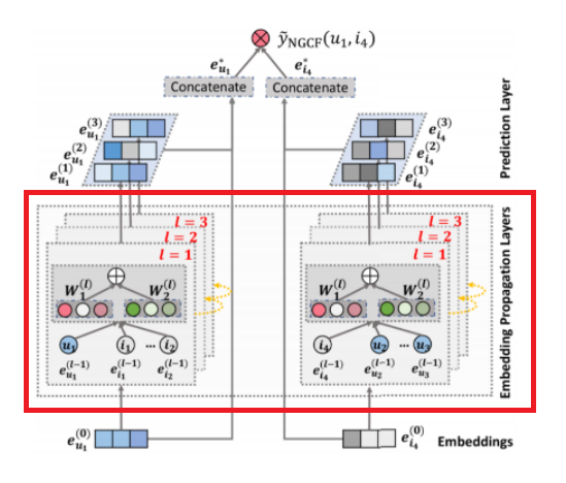 ỹNGCF(u₁, i₄)
e*u₁ e*i₄
Concatenate Concatenate
e(3)u₁ e(3)i₄
e(2)u₁ e(2)i₄
e(1)u₁ e(1)i₄
Prediction Layer
l = 3 l = 3
l = 2 l = 2
l = 1 l = 1
W(l)1 W(l)2 W(l)1 W(l)2
u₁ i₁ ... i₂ i₄ u₂ ... u₃
e(l−1)u₁ e(l−1)i₁ e(l−1)i₂ e(l−1)i₄ e(l−1)u₂ e(l−1)u₃
Embedding Propagation Layers
e(0)u₁ e(0)i₄ Embeddings